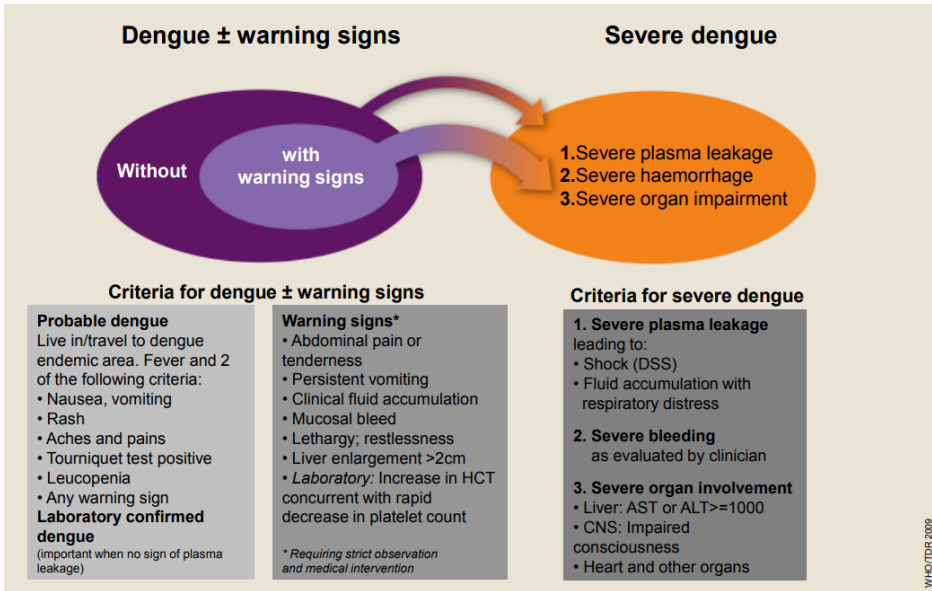 Dengue ± warning signs
Severe dengue
Without
with
warning signs
1.Severe plasma leakage
2.Severe haemorrhage
3.Severe organ impairment
Criteria for dengue ± warning signs
Probable dengue
Live in/travel to dengue
endemic area. Fever and 2
of the following criteria:
• Nausea, vomiting
• Rash
• Aches and pains
• Tourniquet test positive
• Leucopenia
• Any warning sign
Laboratory confirmed
dengue
(important when no sign of plasma
leakage)
Warning signs*
• Abdominal pain or
tenderness
• Persistent vomiting
• Clinical fluid accumulation
• Mucosal bleed
• Lethargy; restlessness
• Liver enlargement >2cm
• Laboratory: Increase in HCT
concurrent with rapid
decrease in platelet count
* Requiring strict observation
and medical intervention
Criteria for severe dengue
1. Severe plasma leakage
leading to:
• Shock (DSS)
• Fluid accumulation with
respiratory distress
2. Severe bleeding
as evaluated by clinician
3. Severe organ involvement
• Liver: AST or ALT>=1000
• CNS: Impaired
consciousness
• Heart and other organs
WHO/TDR 2009